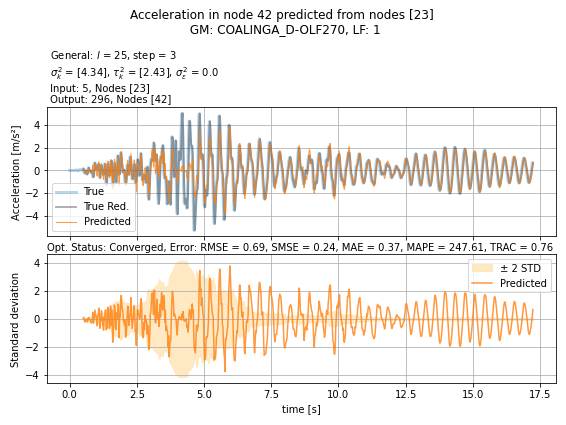 Acceleration in node 42 predicted from nodes [23]
GM: COALINGA_D-OLF270, LF: 1
General: l = 25, step = 3
σ²ₖ = [4.34], τ²ₖ = [2.43], σ²ε = 0.0
Input: 5, Nodes [23]
Output: 296, Nodes [42]
Acceleration [m/s²]
4
2
0
−2
−4
True
True Red.
Predicted
Opt. Status: Converged, Error: RMSE = 0.69, SMSE = 0.24, MAE = 0.37, MAPE = 247.61, TRAC = 0.76
Standard deviation
4
2
0
−2
−4
± 2 STD
Predicted
0.0 2.5 5.0 7.5 10.0 12.5 15.0 17.5
time [s]